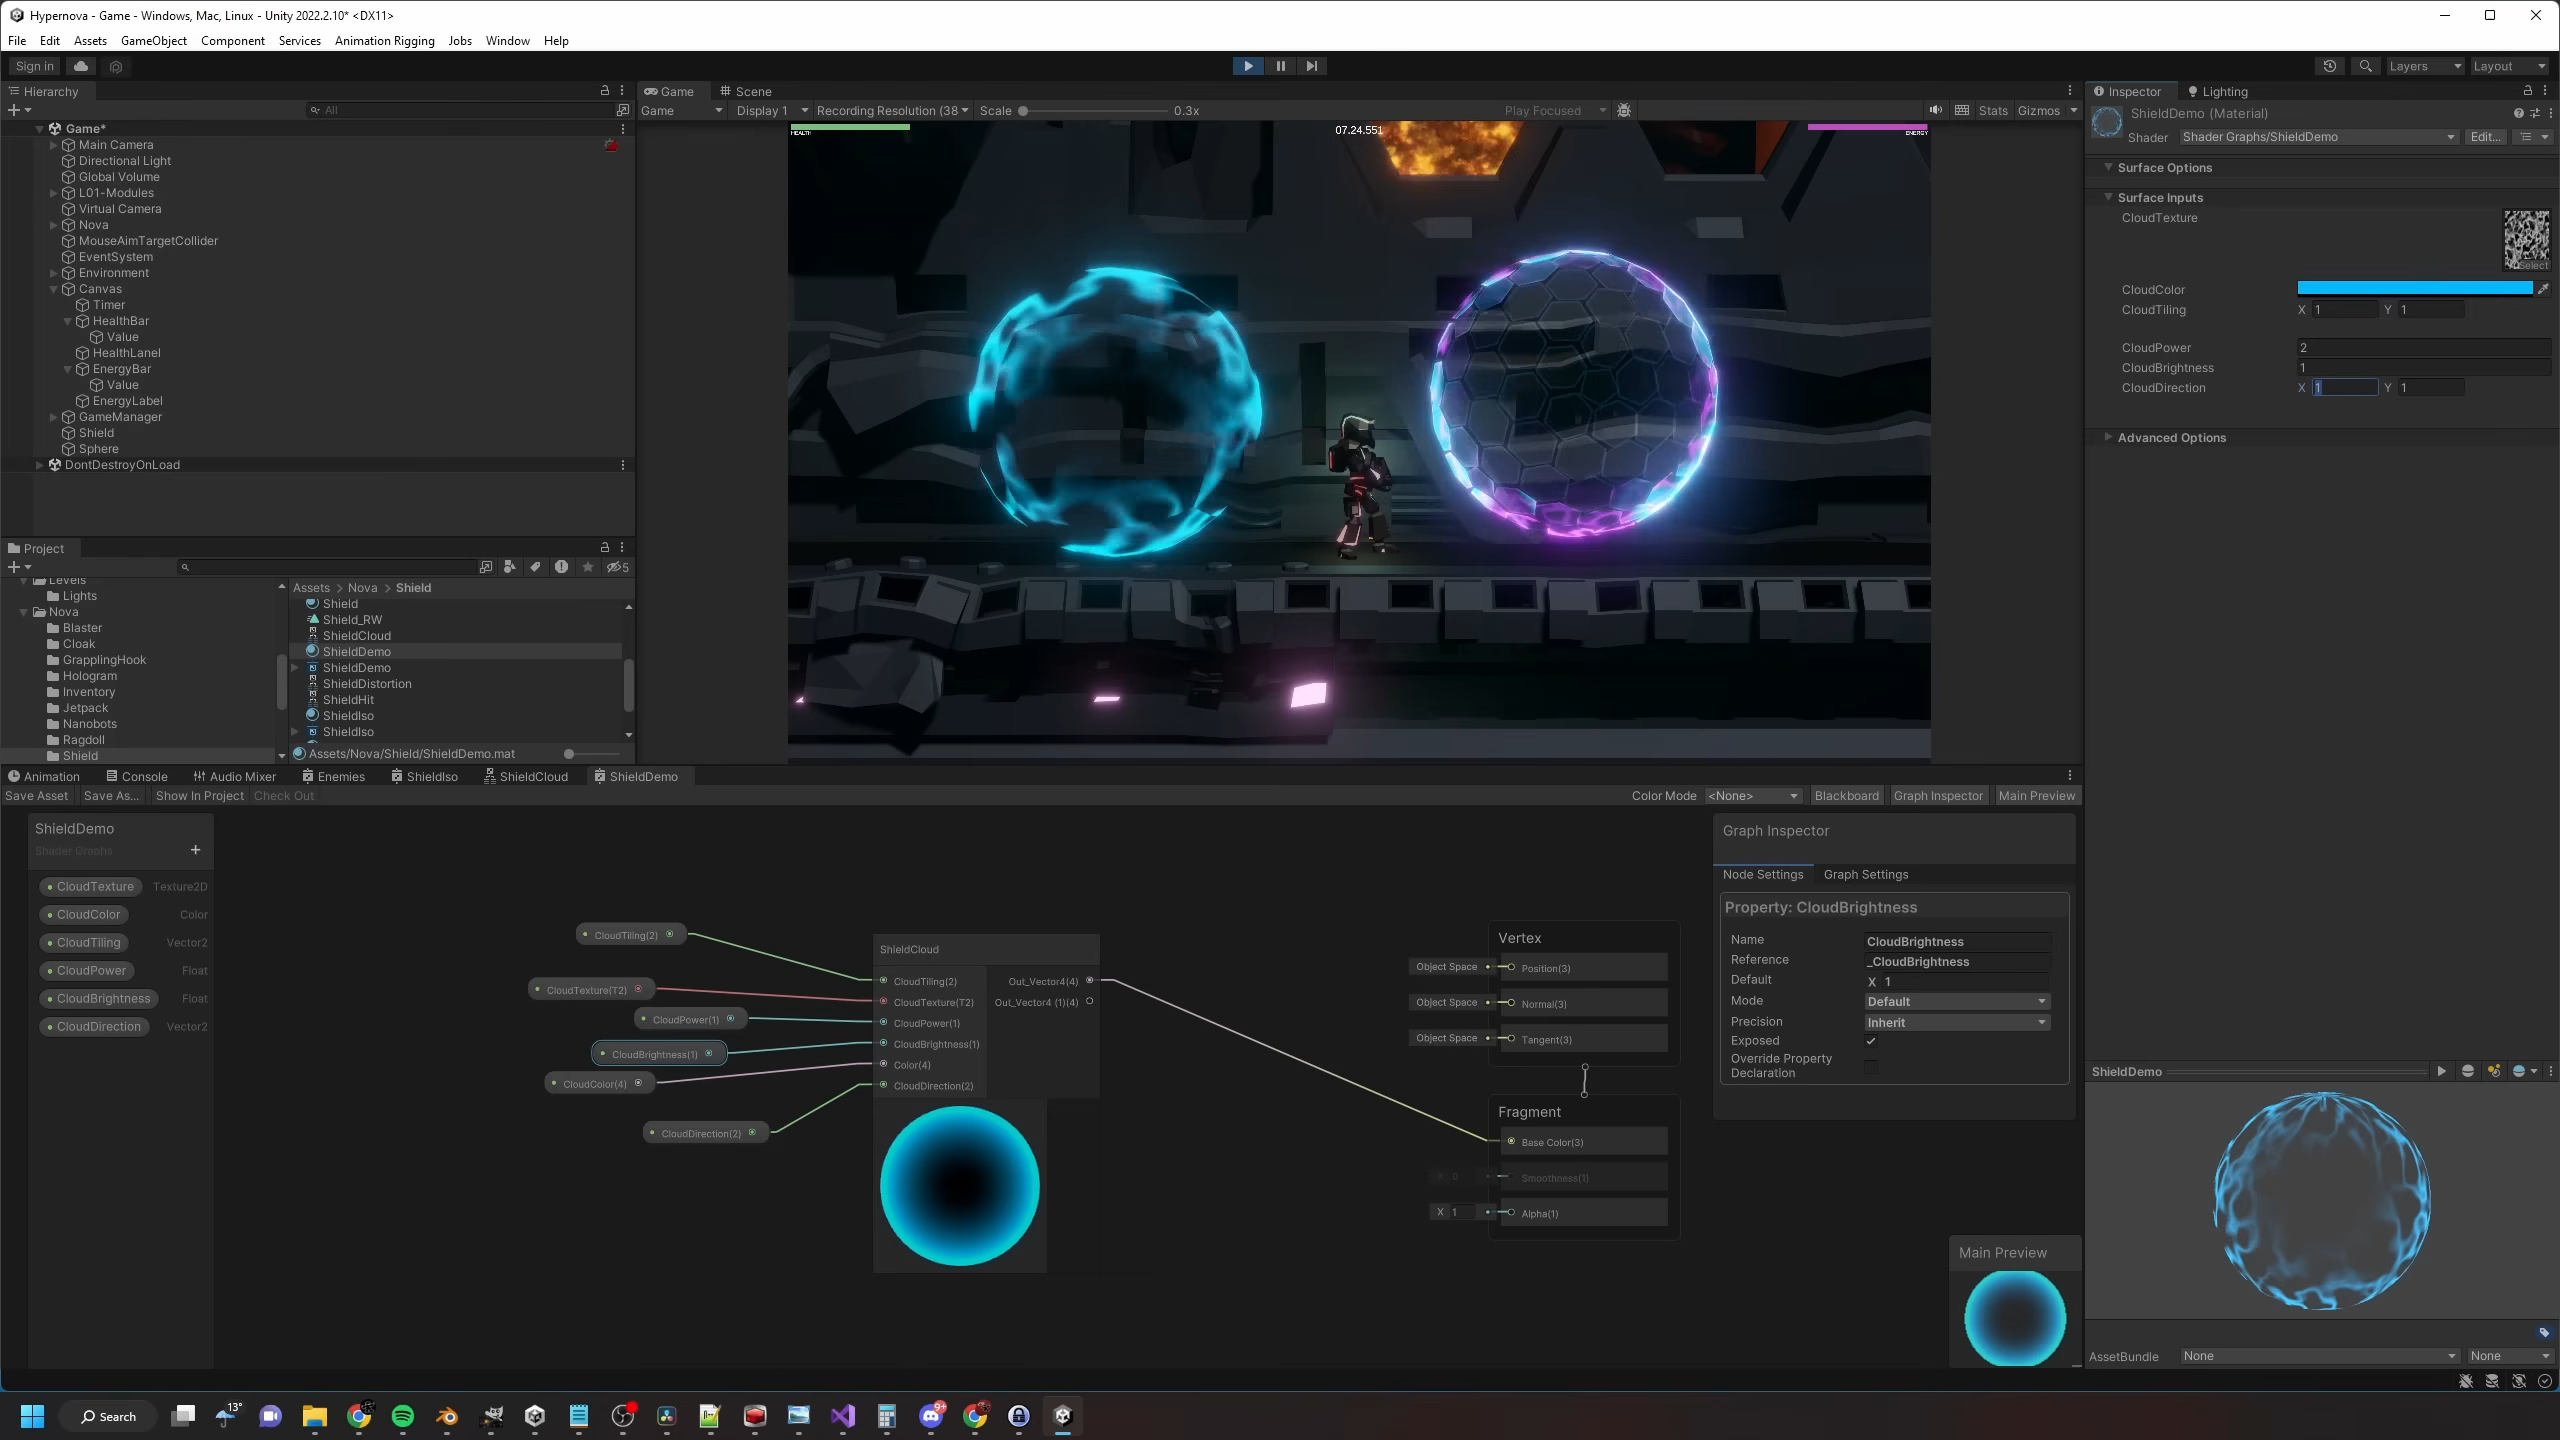 Hypernova - Game - Windows, Mac, Linux - Unity 2022.2.10* <DX11>
File Edit Assets GameObject Component Services Animation Rigging Jobs Window Help
Sign in
Layers Layout
Hierarchy
All
Game*
Main Camera
Directional Light
Global Volume
L01-Modules
Virtual Camera
Nova
MouseAimTargetCollider
EventSystem
Environment
Canvas
Timer
HealthBar
Value
HealthLanel
EnergyBar
Value
EnergyLabel
GameManager
Shield
Sphere
DontDestroyOnLoad
Project
5
Levels
Lights
Nova
Blaster
Cloak
GrapplingHook
Hologram
Inventory
Jetpack
Nanobots
Ragdoll
Shield
Assets > Nova > Shield
Shield
Shield_RW
ShieldCloud
ShieldDemo
ShieldDemo
ShieldDistortion
ShieldHit
ShieldIso
ShieldIso
Assets/Nova/Shield/ShieldDemo.mat
Game Scene
Game Display 1 Recording Resolution (38 Scale 0.3x Play Focused Stats Gizmos
HEALTH
07.24.551
ENERGY
Inspector Lighting
ShieldDemo (Material)
Shader Shader Graphs/ShieldDemo Edit...
Surface Options
Surface Inputs
CloudTexture
Select
CloudColor
CloudTiling X 1 Y 1
CloudPower 2
CloudBrightness 1
CloudDirection X 1 Y 1
Advanced Options
Animation Console Audio Mixer Enemies ShieldIso ShieldCloud ShieldDemo
Save Asset Save As... Show In Project Check Out
Color Mode <None> Blackboard Graph Inspector Main Preview
ShieldDemo
Shader Graphs
CloudTexture Texture2D
CloudColor Color
CloudTiling Vector2
CloudPower Float
CloudBrightness Float
CloudDirection Vector2
CloudTiling(2)
CloudTexture(T2)
CloudPower(1)
CloudBrightness(1)
CloudColor(4)
CloudDirection(2)
ShieldCloud
CloudTiling(2) Out_Vector4(4)
CloudTexture(T2) Out_Vector4 (1)(4)
CloudPower(1)
CloudBrightness(1)
Color(4)
CloudDirection(2)
Vertex
Object Space Position(3)
Object Space Normal(3)
Object Space Tangent(3)
Fragment
Base Color(3)
X 0 Smoothness(1)
X 1 Alpha(1)
Graph Inspector
Node Settings Graph Settings
Property: CloudBrightness
Name CloudBrightness
Reference _CloudBrightness
Default X 1
Mode Default
Precision Inherit
Exposed
Override Property
Declaration
Main Preview
ShieldDemo
AssetBundle None None
Search
13°
9+